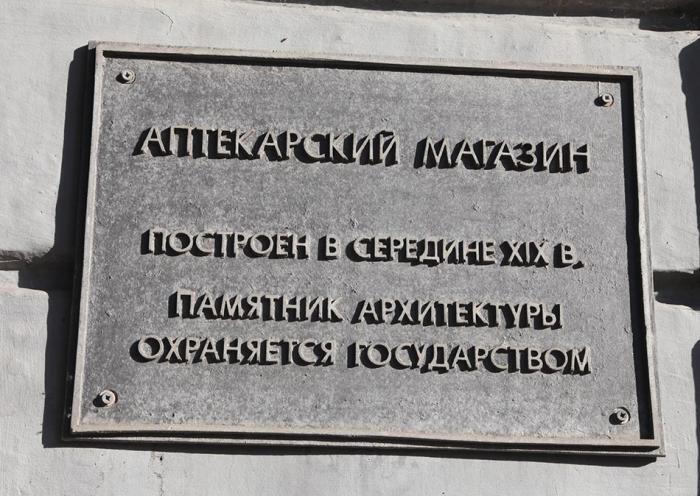 АПТЕКАРСКИЙ МАГАЗИН
ПОСТРОЕН В СЕРЕДИНЕ XIX В.
ПАМЯТНИК АРХИТЕКТУРЫ
ОХРАНЯЕТСЯ ГОСУДАРСТВОМ